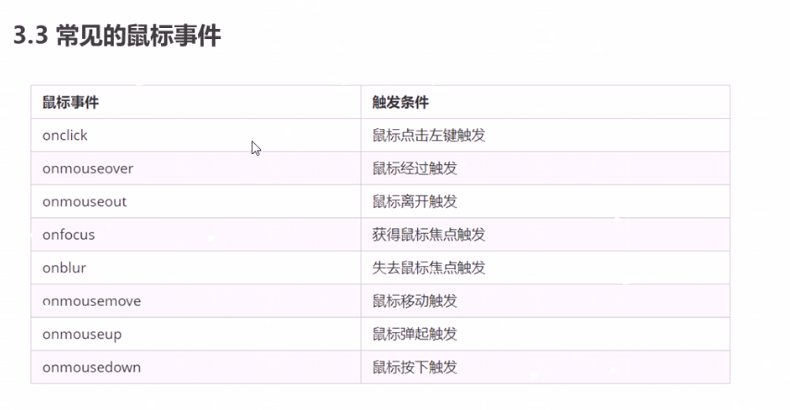 3.3 常见的鼠标事件
鼠标事件 触发条件
onclick 鼠标点击左键触发
onmouseover 鼠标经过触发
onmouseout 鼠标离开触发
onfocus 获得鼠标焦点触发
onblur 失去鼠标焦点触发
onmousemove 鼠标移动触发
onmouseup 鼠标弹起触发
onmousedown 鼠标按下触发